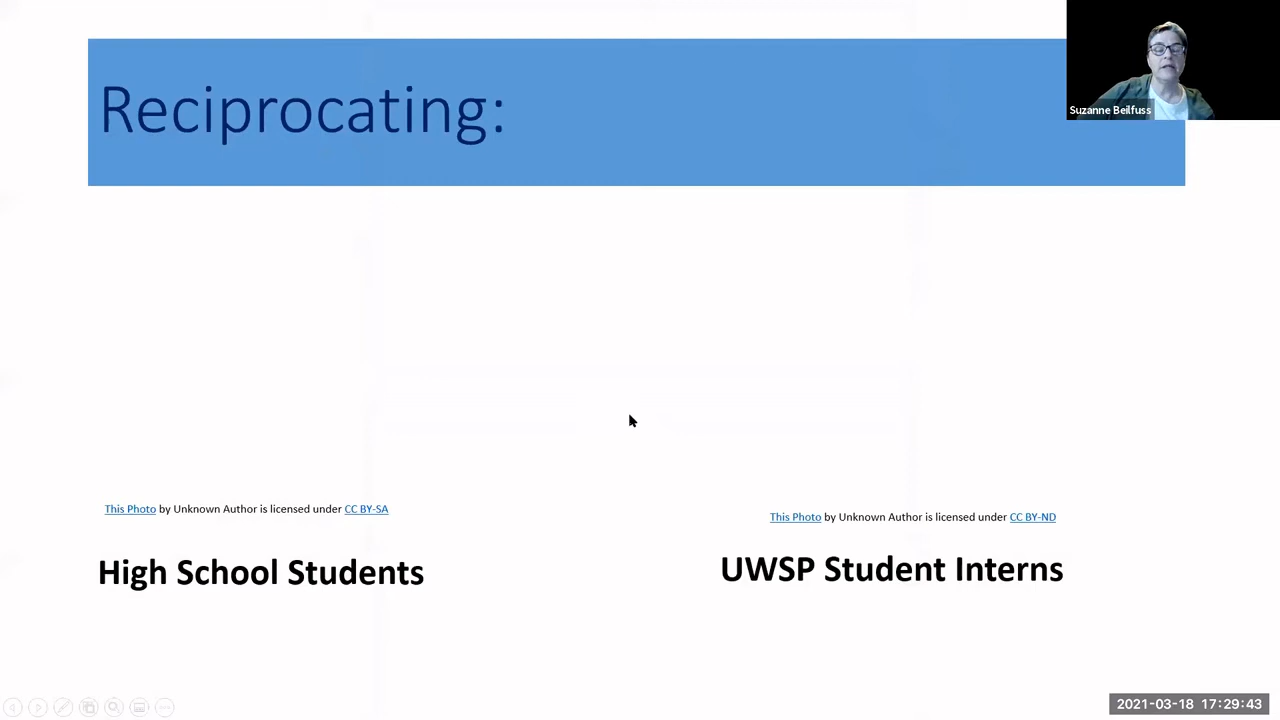 Reciprocating:
Suzanne Beilfuss
This Photo by Unknown Author is licensed under CC BY-SA
This Photo by Unknown Author is licensed under CC BY-ND
High School Students
UWSP Student Interns
2021-03-18 17:29:43